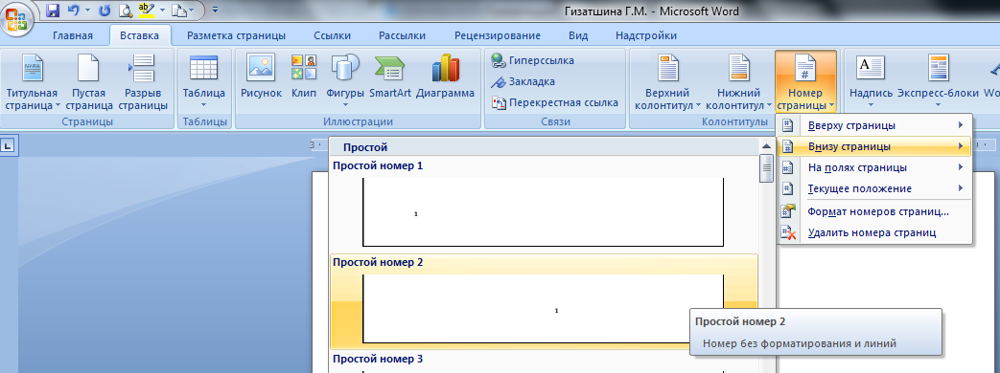 Гизатшина Г.М. - Microsoft Word
Главная Вставка Разметка страницы Ссылки Рассылки Рецензирование Вид Надстройки
Титульная страница
Пустая страница
Разрыв страницы
Страницы
Таблица
Таблицы
Рисунок
Клип
Фигуры
SmartArt
Диаграмма
Иллюстрации
Гиперссылка
Закладка
Перекрестная ссылка
Связи
Верхний колонтитул
Нижний колонтитул
Номер страницы
Колонтитулы
Надпись
Экспресс-блоки
Wo
Вверху страницы
Внизу страницы
На полях страницы
Текущее положение
Формат номеров страниц...
Удалить номера страниц
3
Простой
Простой номер 1
1
Простой номер 2
1
Простой номер 2
Номер без форматирования и линий
Простой номер 3